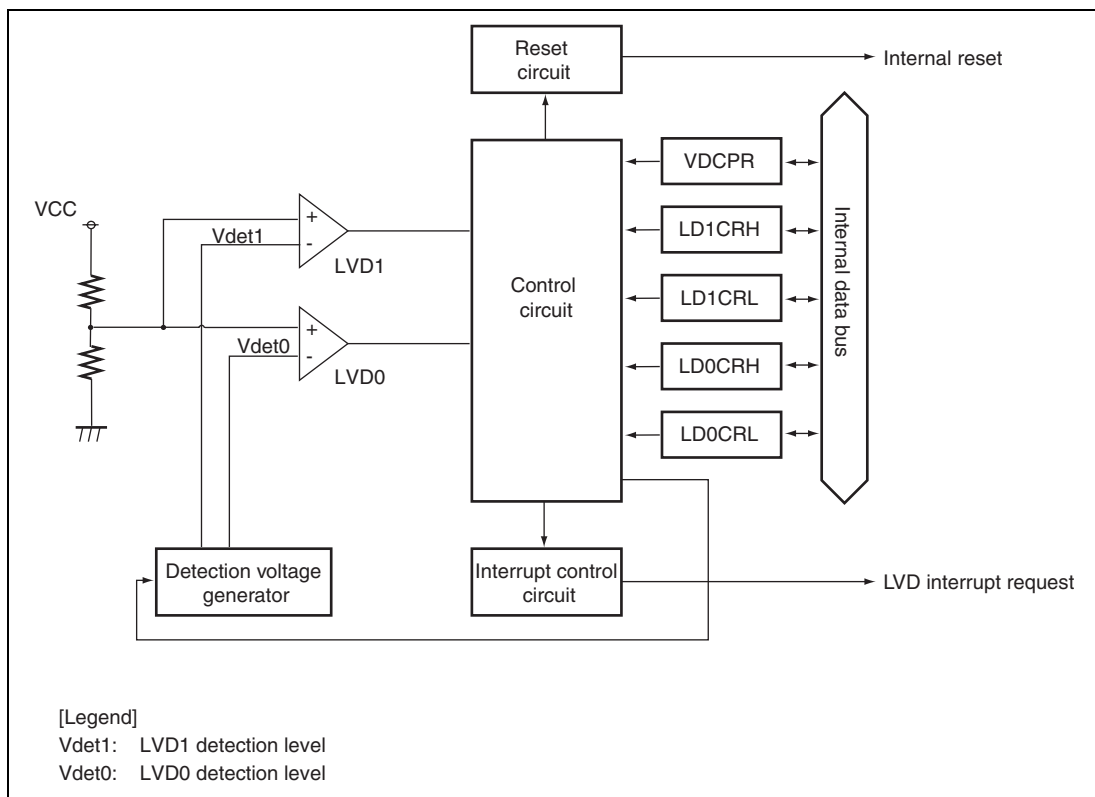 Reset
circuit
Internal reset
VDCPR
VCC
LD1CRH
+
Vdet1
-
LVD1
Internal data bus
Control
circuit
LD1CRL
+
Vdet0
-
LVD0
LD0CRH
LD0CRL
Detection voltage
generator
Interrupt control
circuit
LVD interrupt request
[Legend]
Vdet1: LVD1 detection level
Vdet0: LVD0 detection level